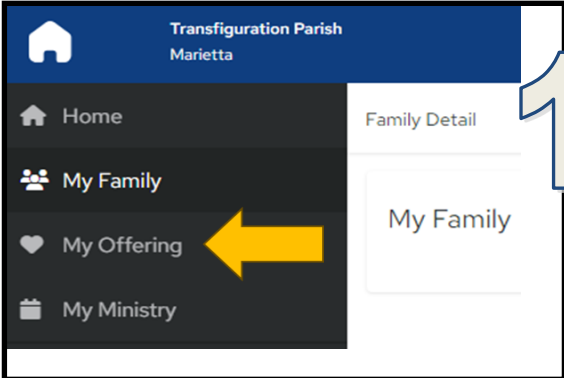 Transfiguration Parish
Marietta
Home
My Family
My Offering
My Ministry
Family Detail
My Family
1